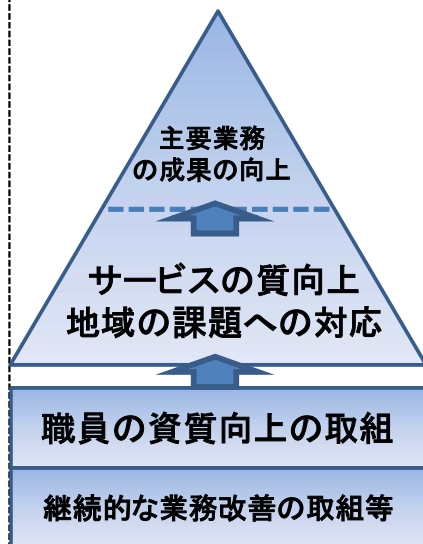 主要業務
の成果の向上
サービスの質向上
地域の課題への対応
職員の資質向上の取組
継続的な業務改善の取組等